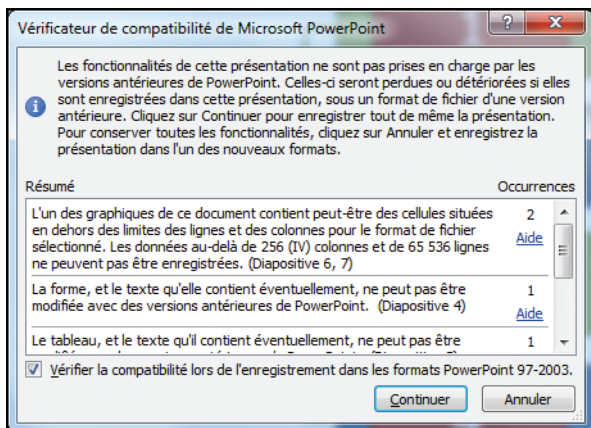 Vérificateur de compatibilité de Microsoft PowerPoint
Les fonctionnalités de cette présentation ne sont pas prises en charge par les
versions antérieures de PowerPoint. Celles-ci seront perdues ou détériorées si elles
sont enregistrées dans cette présentation, sous un format de fichier d'une version
antérieure. Cliquez sur Continuer pour enregistrer tout de même la présentation.
Pour conserver toutes les fonctionnalités, cliquez sur Annuler et enregistrez la
présentation dans l'un des nouveaux formats.
Résumé Occurrences
L'un des graphiques de ce document contient peut-être des cellules situées 2
en dehors des limites des lignes et des colonnes pour le format de fichier Aide
sélectionné. Les données au-delà de 256 (IV) colonnes et de 65 536 lignes
ne peuvent pas être enregistrées. (Diapositive 6, 7)
La forme, et le texte qu'elle contient éventuellement, ne peut pas être 1
modifiée avec des versions antérieures de PowerPoint. (Diapositive 4) Aide
Le tableau, et le texte qu'il contient éventuellement, ne peut pas être 1
Vérifier la compatibilité lors de l'enregistrement dans les formats PowerPoint 97-2003.
Continuer Annuler